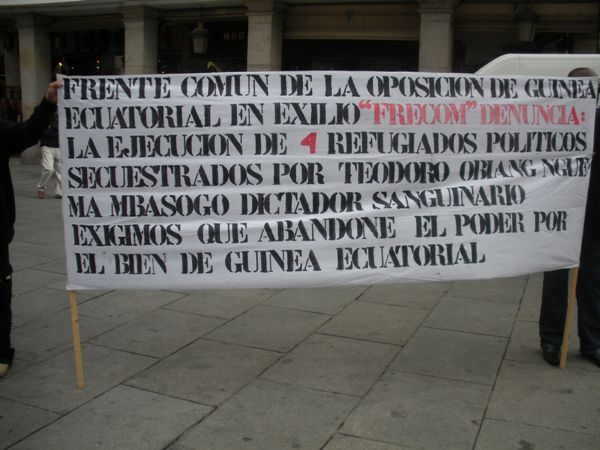 FRENTE COMUN DE LA OPOSICION DE GUINEA
ECUATORIAL EN EXILIO "FRECOM" DENUNCIA:
LA EJECUCION DE 4 REFUGIADOS POLITICOS
SECUESTRADOS POR TEODORO OBIANG NGUE
MA MBASOGO DICTADOR SANGUINARIO
EXIGIMOS QUE ABANDONE EL PODER POR
EL BIEN DE GUINEA ECUATORIAL